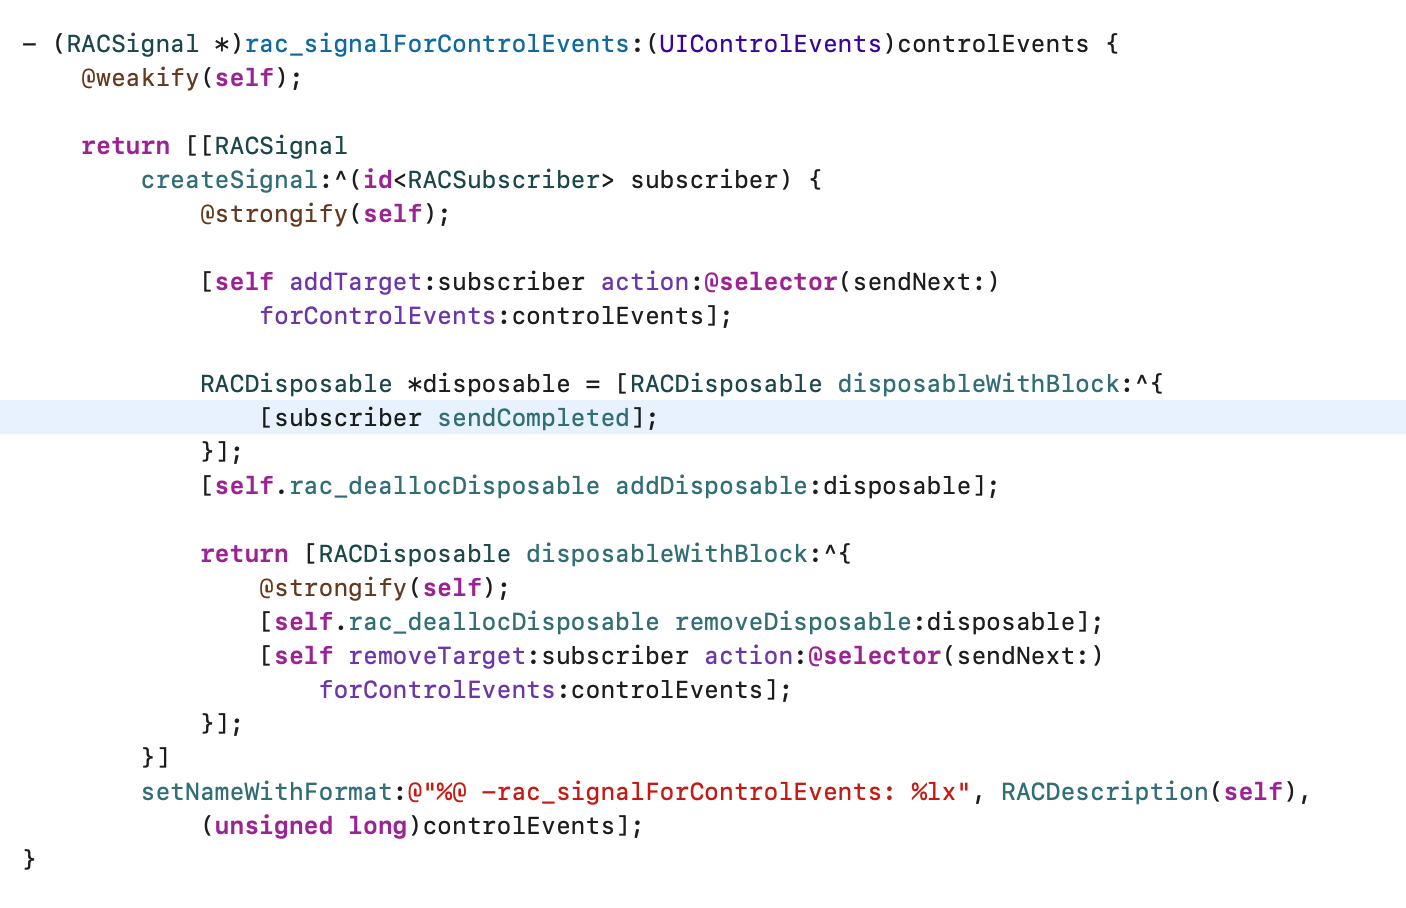 - (RACSignal *)rac_signalForControlEvents:(UIControlEvents)controlEvents {
    @weakify(self);

    return [[RACSignal
        createSignal:^(id<RACSubscriber> subscriber) {
            @strongify(self);

            [self addTarget:subscriber action:@selector(sendNext:)
                forControlEvents:controlEvents];

            RACDisposable *disposable = [RACDisposable disposableWithBlock:^{
                [subscriber sendCompleted];
            }];
            [self.rac_deallocDisposable addDisposable:disposable];

            return [RACDisposable disposableWithBlock:^{
                @strongify(self);
                [self.rac_deallocDisposable removeDisposable:disposable];
                [self removeTarget:subscriber action:@selector(sendNext:)
                    forControlEvents:controlEvents];
            }];
        }]
        setNameWithFormat:@"%@ -rac_signalForControlEvents: %lx", RACDescription(self),
            (unsigned long)controlEvents];
}